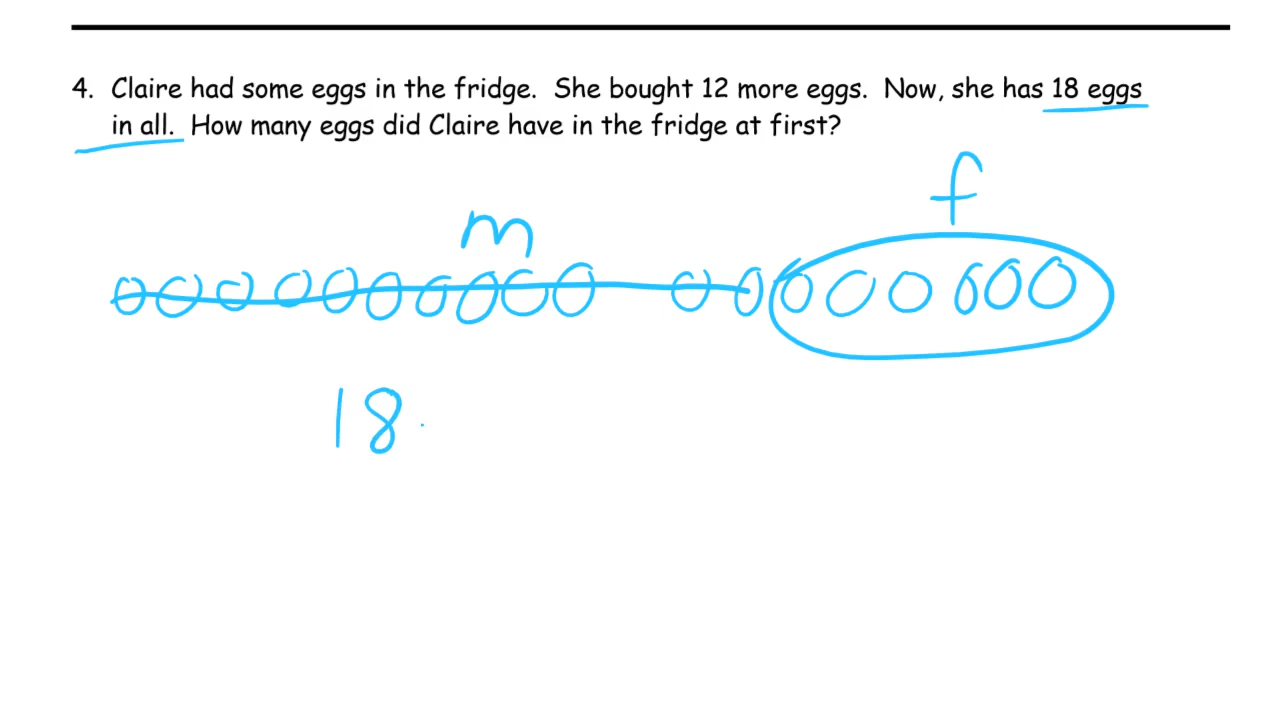 4. Claire had some eggs in the fridge. She bought 12 more eggs. Now, she has 18 eggs
in all. How many eggs did Claire have in the fridge at first?
f
m
18